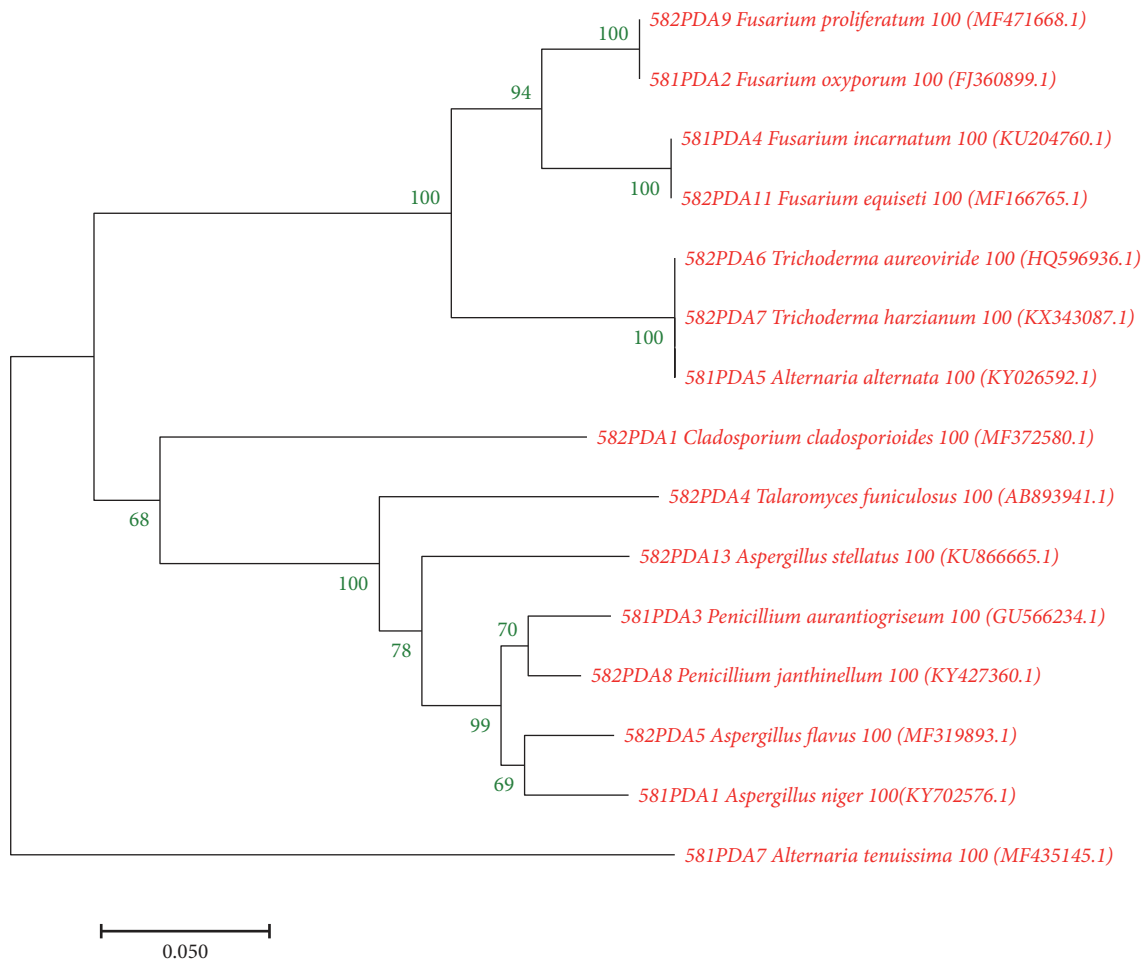 582PDA9 Fusarium proliferatum 100 (MF471668.1)
100
581PDA2 Fusarium oxyporum 100 (FJ360899.1)
94
581PDA4 Fusarium incarnatum 100 (KU204760.1)
100
582PDA11 Fusarium equiseti 100 (MF166765.1)
100
582PDA6 Trichoderma aureoviride 100 (HQ596936.1)
582PDA7 Trichoderma harzianum 100 (KX343087.1)
100
581PDA5 Alternaria alternata 100 (KY026592.1)
582PDA1 Cladosporium cladosporioides 100 (MF372580.1)
582PDA4 Talaromyces funiculosus 100 (AB893941.1)
68
582PDA13 Aspergillus stellatus 100 (KU866665.1)
100
581PDA3 Penicillium aurantiogriseum 100 (GU566234.1)
70
78
582PDA8 Penicillium janthinellum 100 (KY427360.1)
99
582PDA5 Aspergillus flavus 100 (MF319893.1)
69
581PDA1 Aspergillus niger 100(KY702576.1)
581PDA7 Alternaria tenuissima 100 (MF435145.1)
0.050